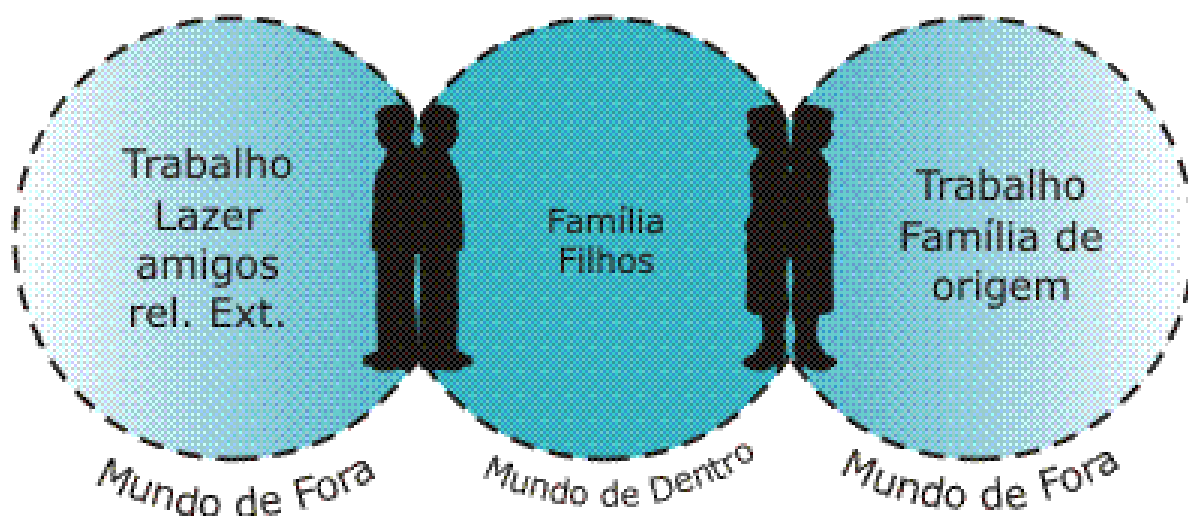 Trabalho
Lazer
amigos
rel. Ext.
Mundo de Fora
Família
Filhos
Mundo de Dentro
Trabalho
Família de
origem
Mundo de Fora